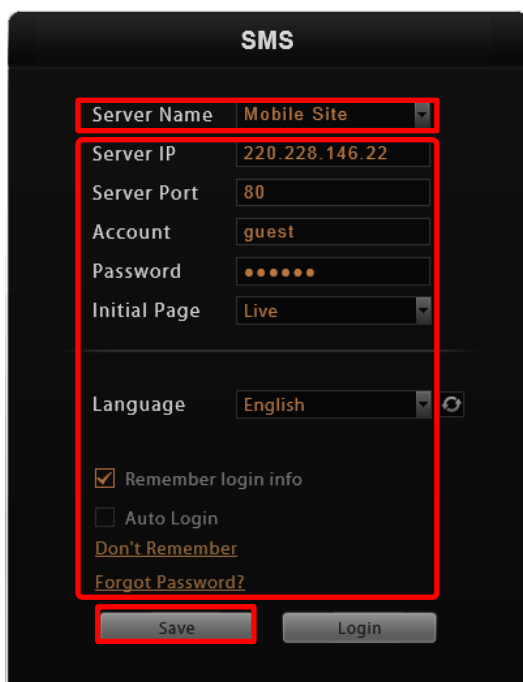 SMS
Server Name Mobile Site
Server IP 220.228.146.22
Server Port 80
Account guest
Password ••••••
Initial Page Live
Language English
Remember login info
Auto Login
Don't Remember
Forgot Password?
Save Login